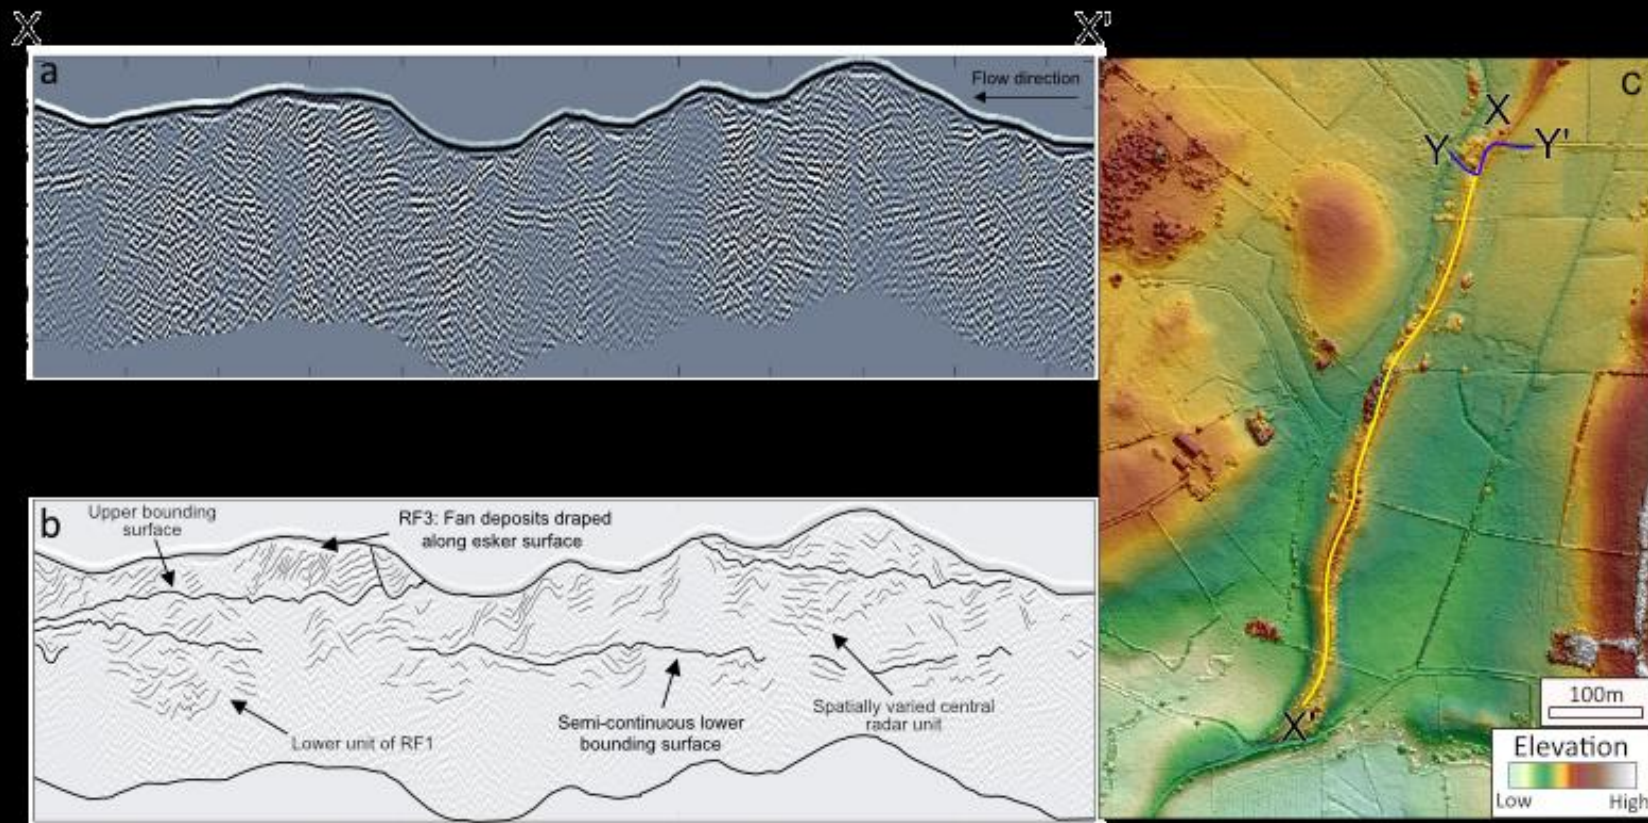 X
X'
a
Flow direction
b
Upper bounding
surface
RF3: Fan deposits draped
along esker surface
Lower unit of RF1
Semi-continuous lower
bounding surface
Spatially varied central
radar unit
c
X
Y
Y'
X'
100m
Elevation
Low
High